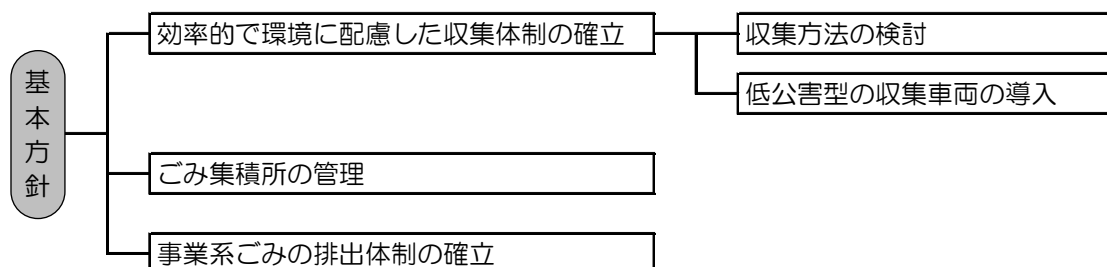 基本方針
効率的で環境に配慮した収集体制の確立
収集方法の検討
低公害型の収集車両の導入
ごみ集積所の管理
事業系ごみの排出体制の確立